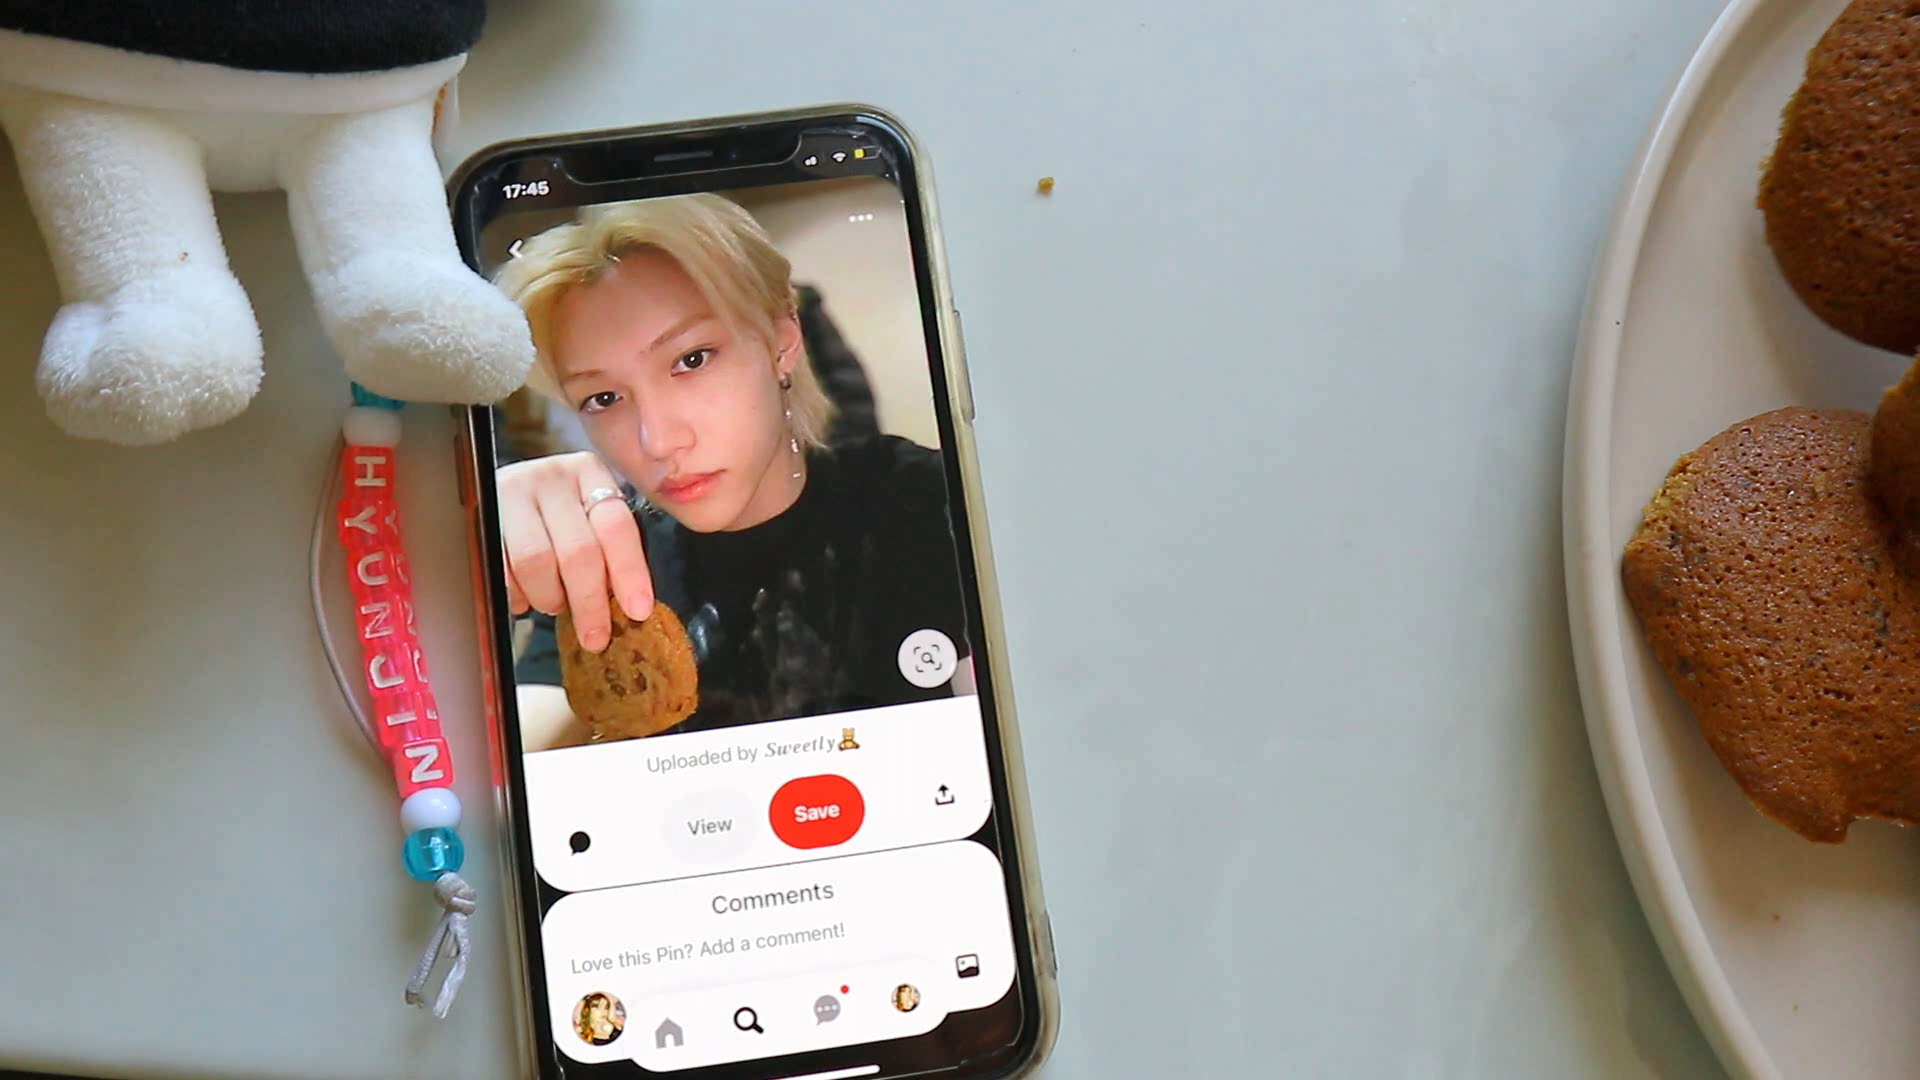 17:45
HYUNJIN
Uploaded by Sweetly🧸
View
Save
Comments
Love this Pin? Add a comment!